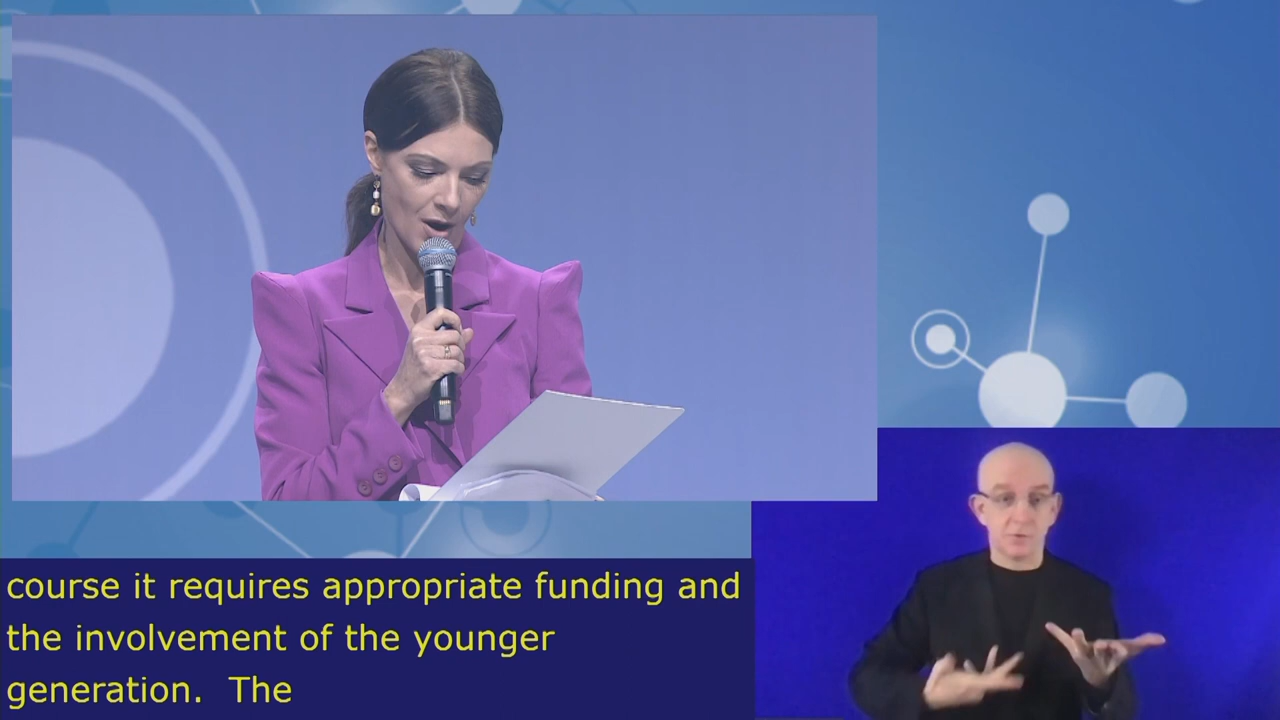 course it requires appropriate funding and
the involvement of the younger
generation.  The